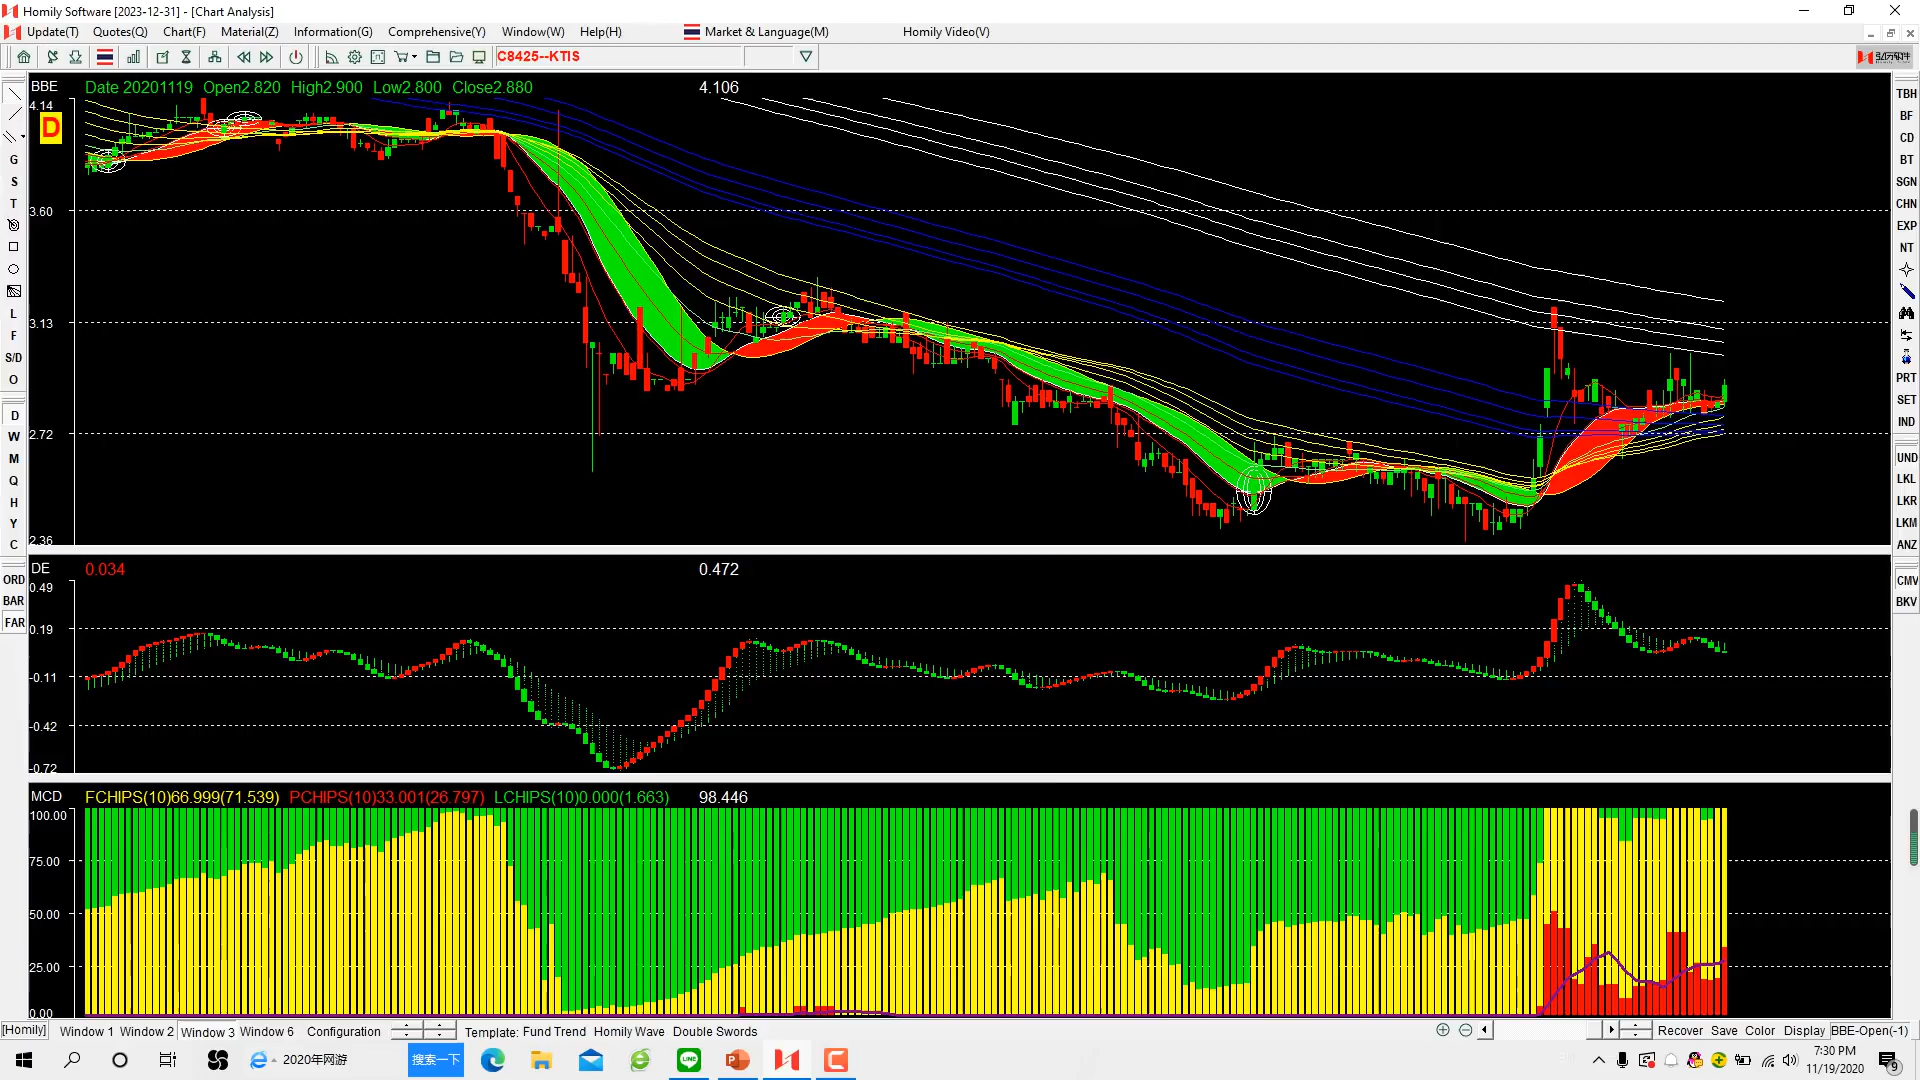 Homily Software [2023-12-31] - [Chart Analysis]
Update(T) Quotes(Q) Chart(F) Material(Z) Information(G) Comprehensive(Y) Window(W) Help(H) Market & Language(M) Homily Video(V)
C8425--KTIS
BBE Date 20201119 Open2.820 High2.900 Low2.800 Close2.880 4.106
4.14
D
3.60
3.13
2.72
2.36
DE 0.034 0.472
0.49
0.19
-0.11
-0.42
-0.72
MCD FCHIPS(10)66.999(71.539) PCHIPS(10)33.001(26.797) LCHIPS(10)0.000(1.663) 98.446
100.00
75.00
50.00
25.00
0.00
G
S
T
L
F
S/D
O
D
W
M
Q
H
Y
C
ORD
BAR
FAR
TBH
BF
CD
BT
SGN
CHN
EXP
NT
PRT
SET
IND
UND
LKL
LKR
LKM
ANZ
CMV
BKV
[Homily] Window 1 Window 2 Window 3 Window 6 Configuration Template: Fund Trend Homily Wave Double Swords Recover Save Color Display BBE-Open(-1)
2020年网游 搜索一下 LINE 7:30 PM
11/19/2020 9